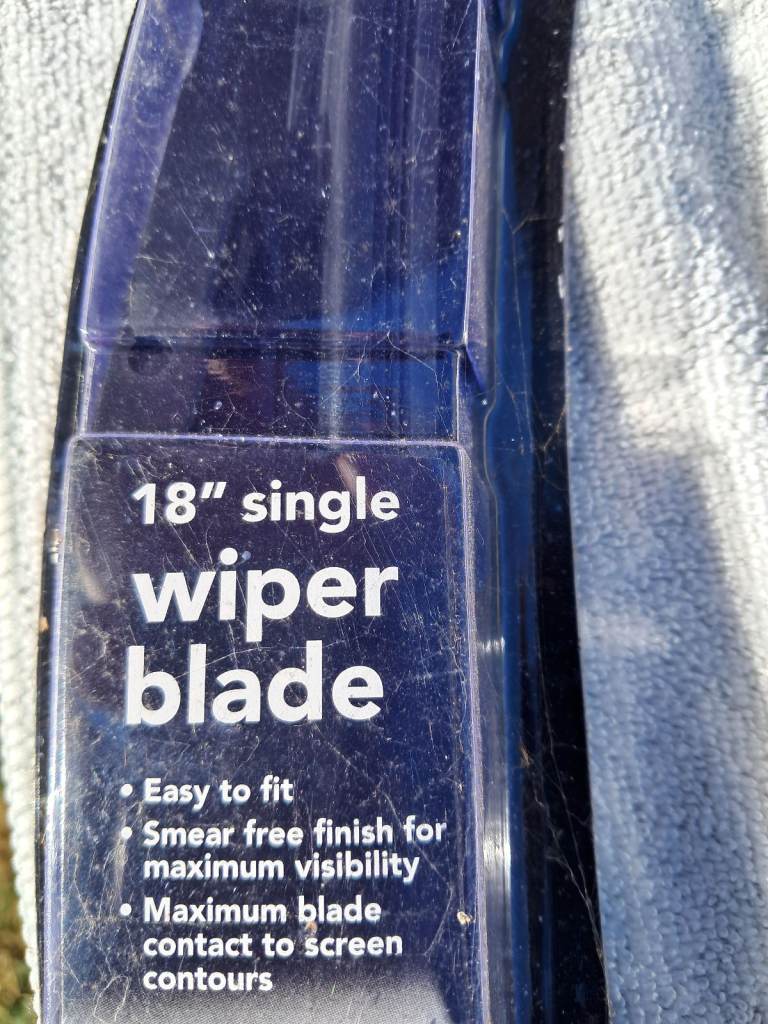 18″ single
wiper
blade
• Easy to fit
• Smear free finish for
maximum visibility
• Maximum blade
contact to screen
contours